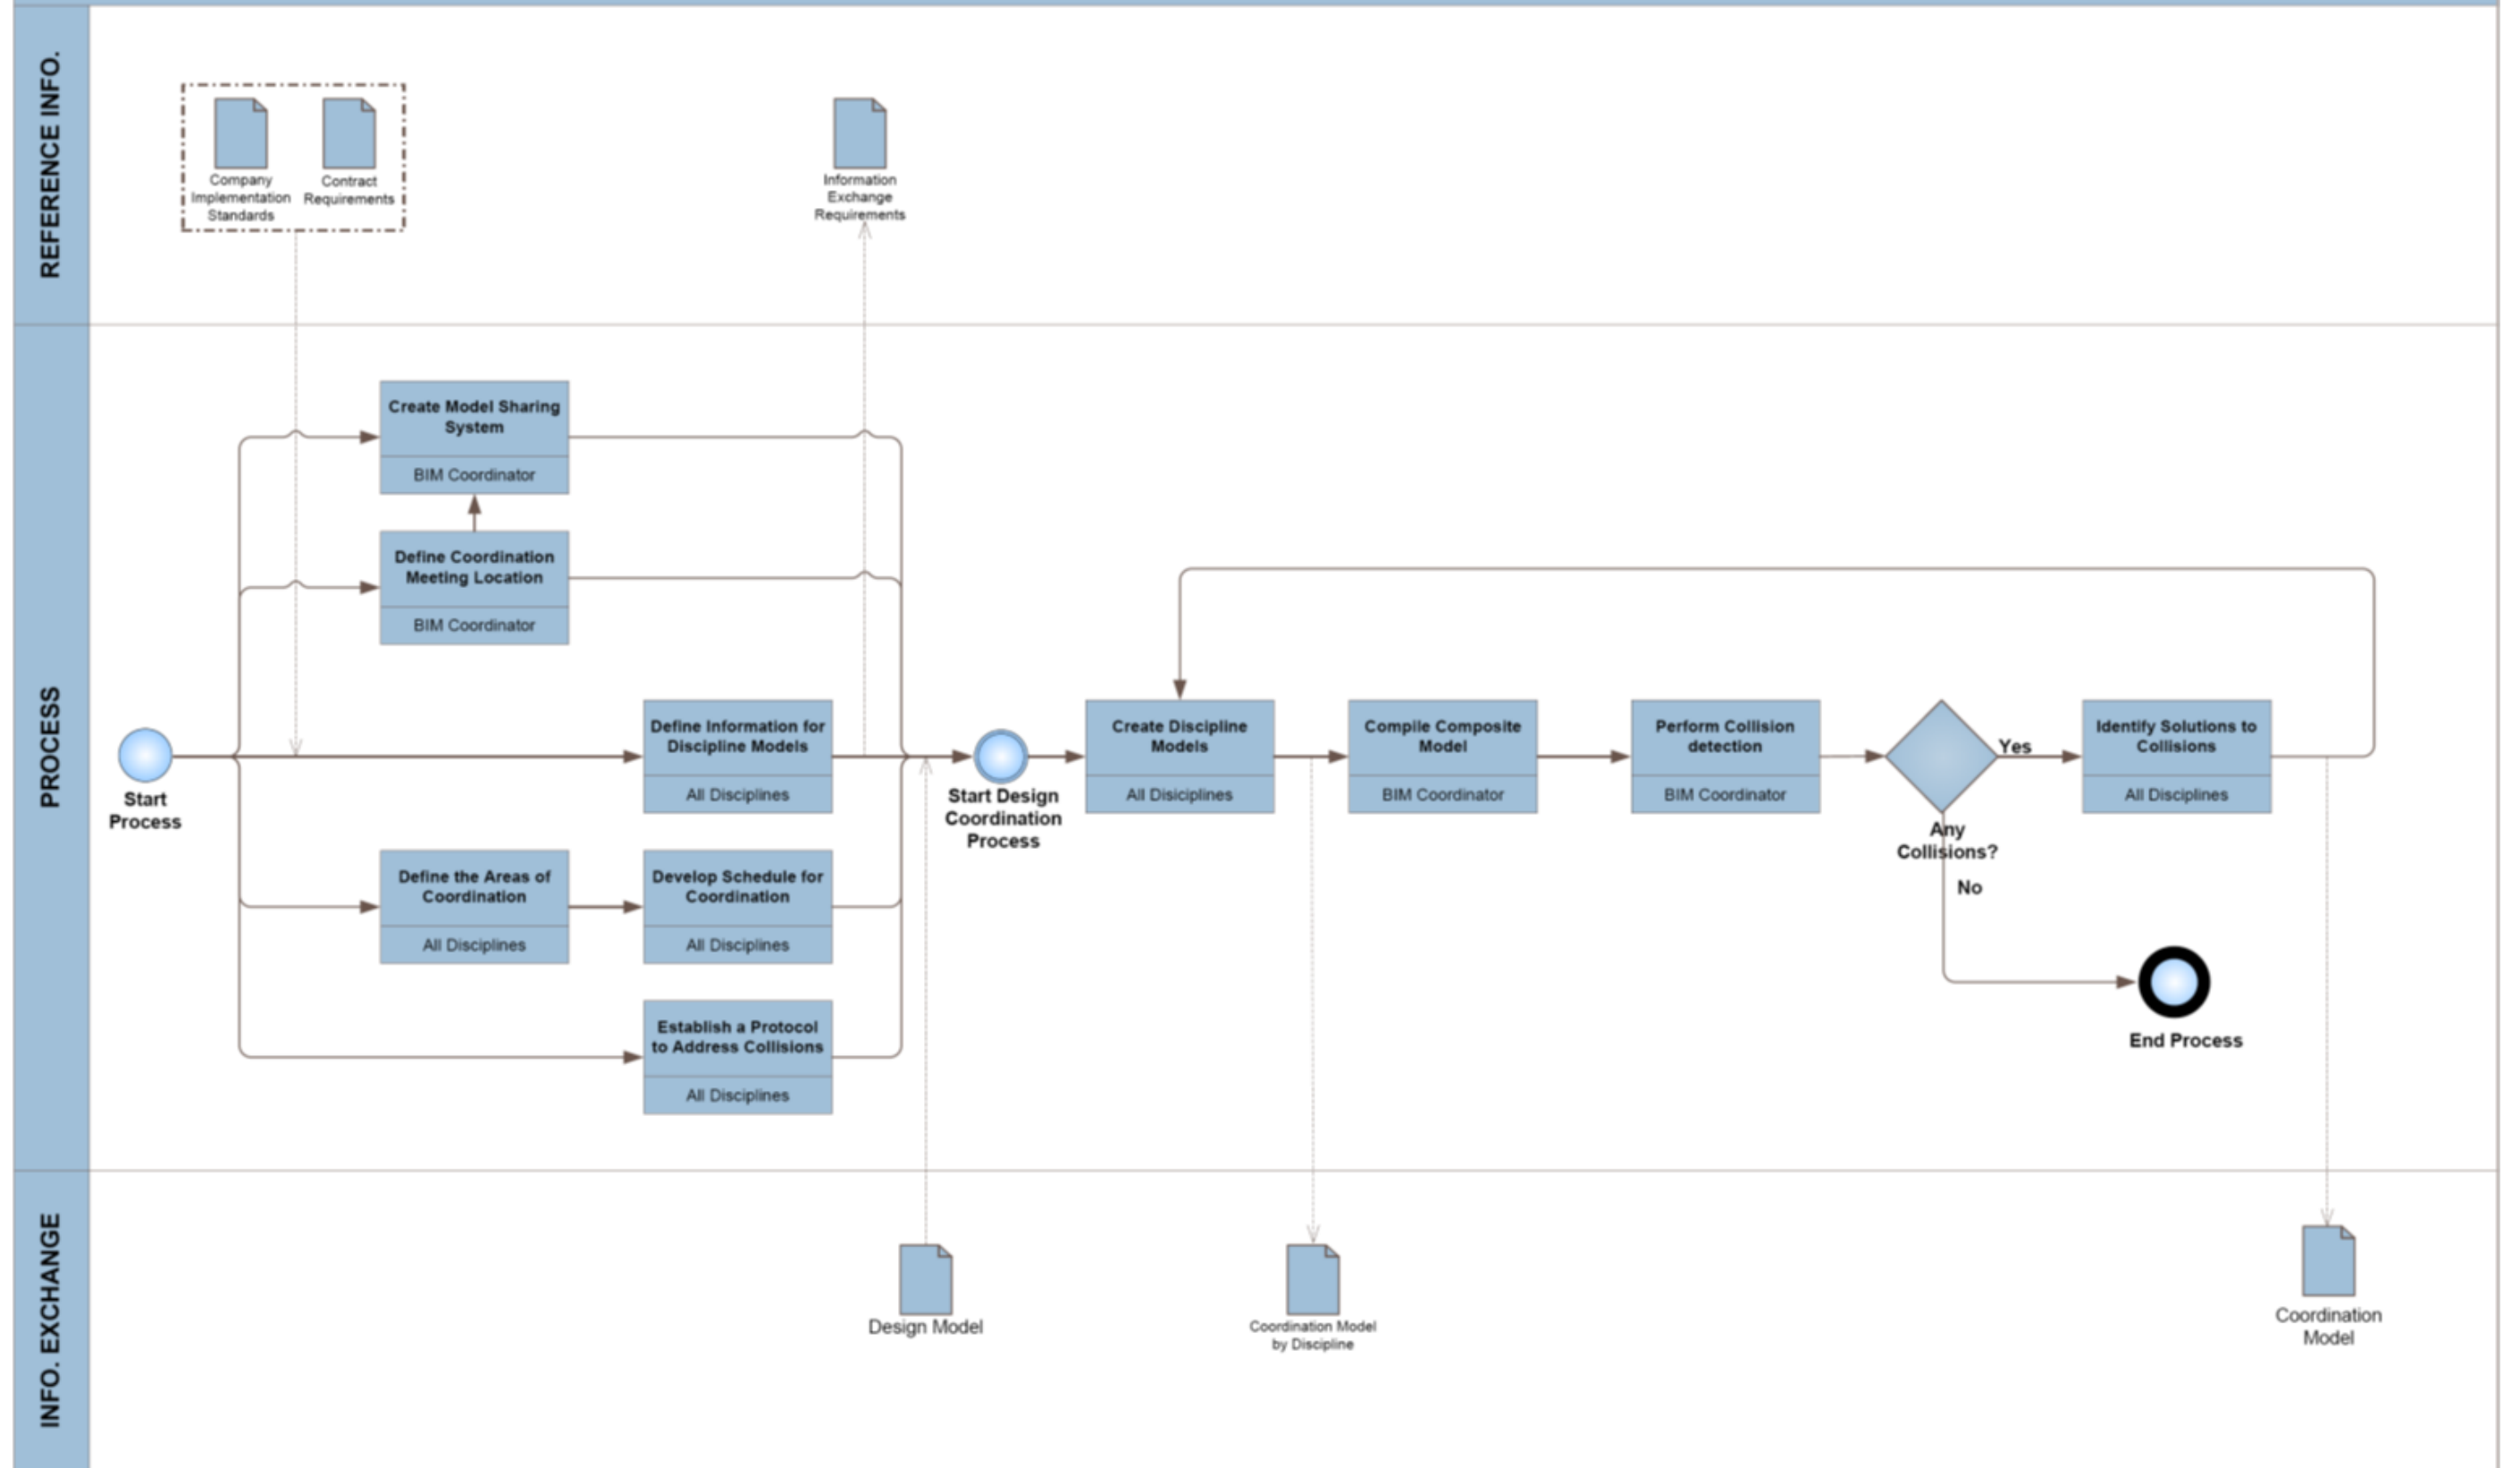 REFERENCE INFO.
Company
Implementation
Standards
Contract
Requirements
Information
Exchange
Requirements
PROCESS
Start
Process
Create Model Sharing
System
BIM Coordinator
Define Coordination
Meeting Location
BIM Coordinator
Define Information for
Discipline Models
All Disciplines
Define the Areas of
Coordination
All Disciplines
Develop Schedule for
Coordination
All Disciplines
Establish a Protocol
to Address Collisions
All Disciplines
Start Design
Coordination
Process
Create Discipline
Models
All Disiciplines
Compile Composite
Model
BIM Coordinator
Perform Collision
detection
BIM Coordinator
Any
Collisions?
Yes
No
Identify Solutions to
Collisions
All Disciplines
End Process
INFO. EXCHANGE
Design Model
Coordination Model
by Discipline
Coordination
Model